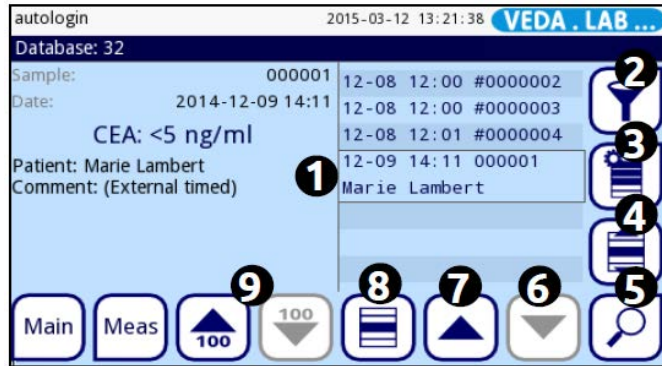 autologin 2015-03-12 13:21:38 VEDA.LAB ...
Database: 32
Sample: 000001
Date: 2014-12-09 14:11
CEA: <5 ng/ml
Patient: Marie Lambert
Comment: (External timed)
12-08 12:00 #0000002
12-08 12:00 #0000003
12-08 12:01 #0000004
12-09 14:11 000001
Marie Lambert
1
2
3
4
5
6
7
8
9
Main
Meas
100
100